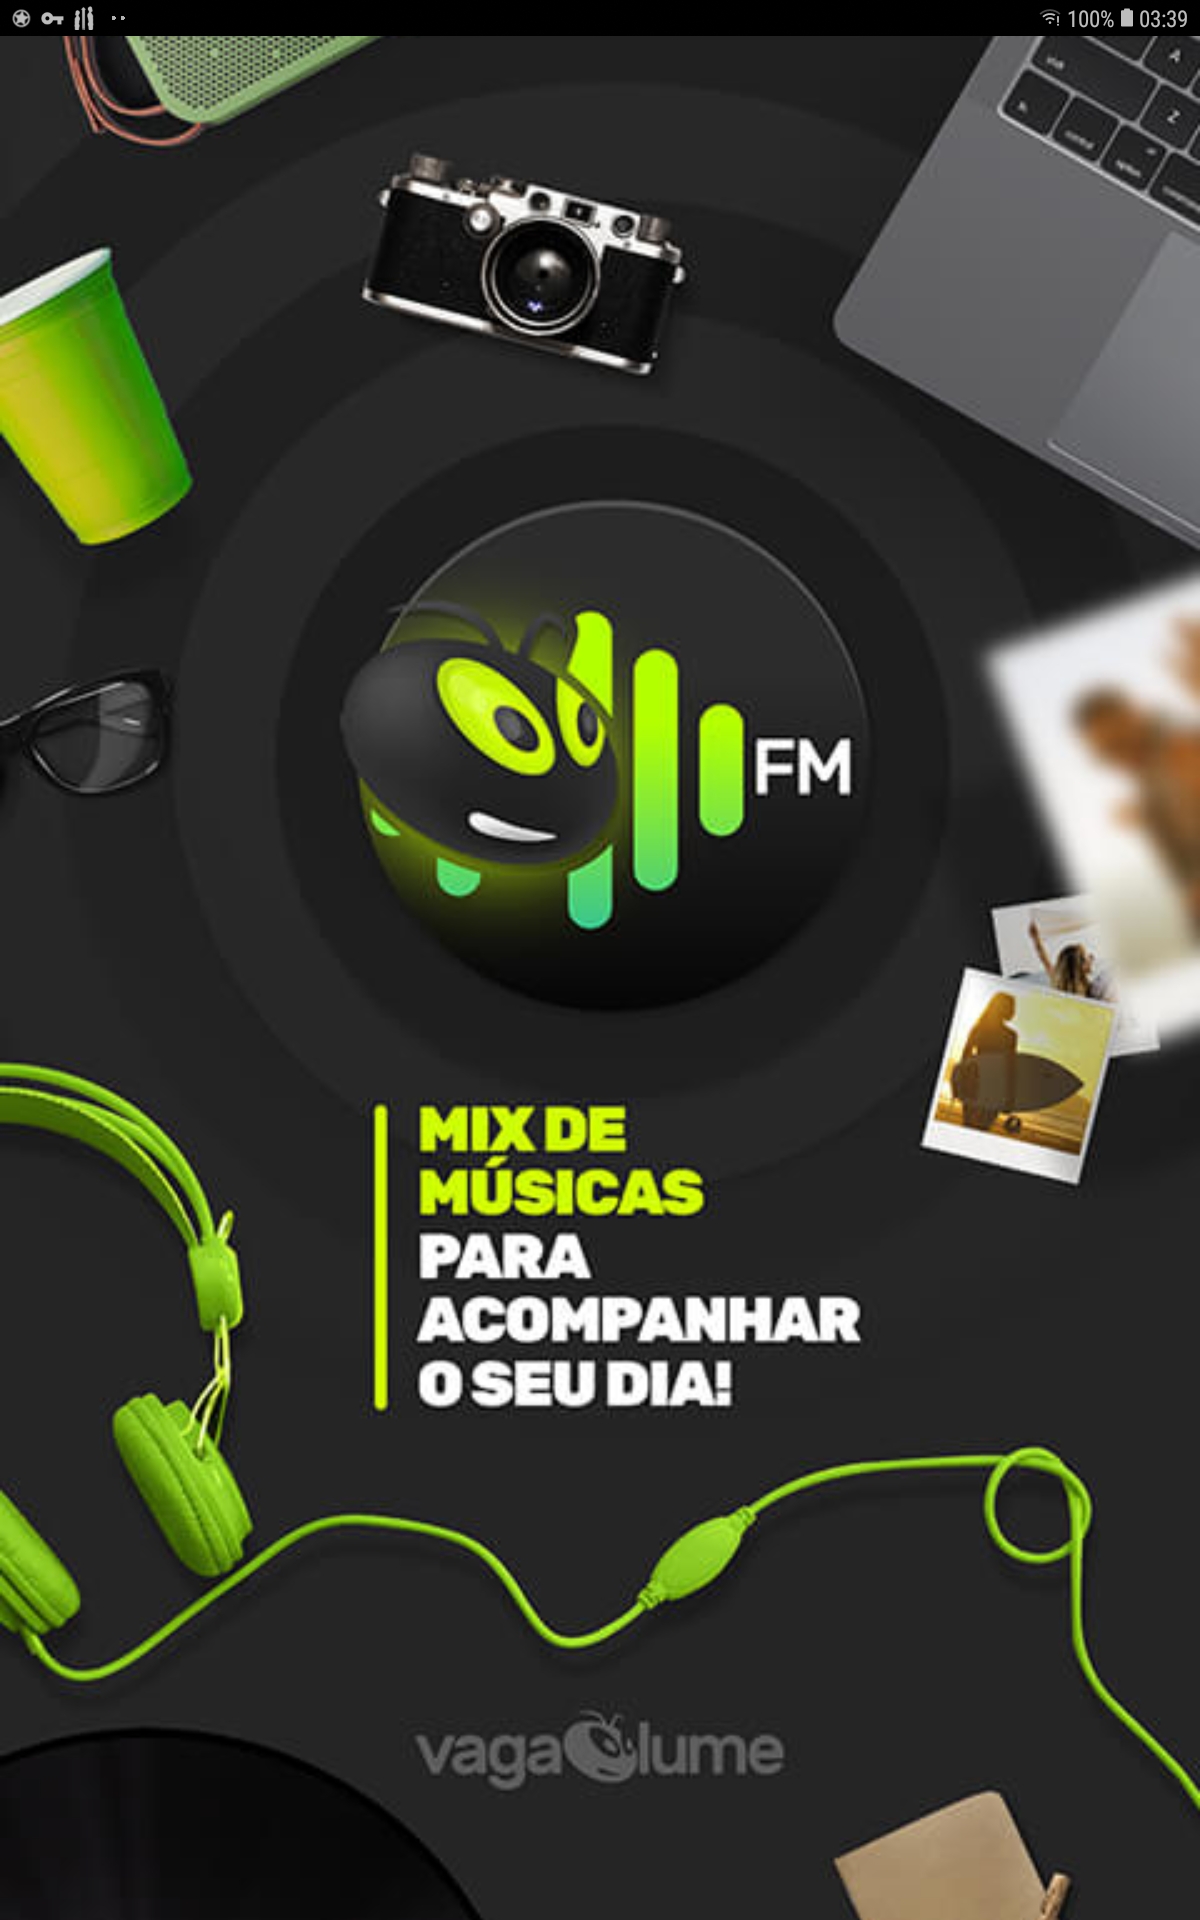 100% 03:39
A
Z
FM
MIX DE
MÚSICAS
PARA
ACOMPANHAR
O SEU DIA!
vagalume